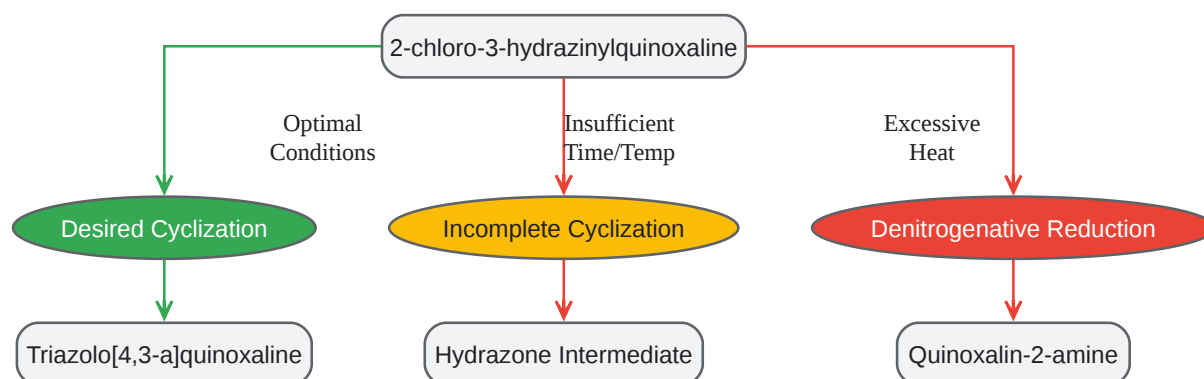 2-chloro-3-hydrazinylquinoxaline
Optimal
Conditions
Insufficient
Time/Temp
Excessive
Heat
Desired Cyclization
Incomplete Cyclization
Denitrogenative Reduction
Triazolo[4,3-a]quinoxaline
Hydrazone Intermediate
Quinoxalin-2-amine